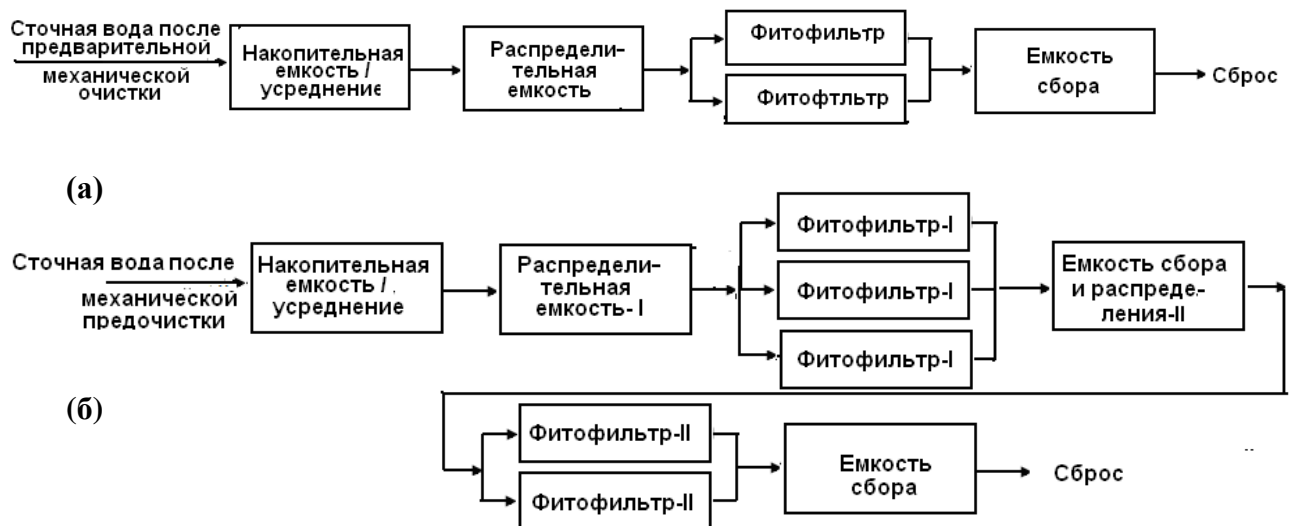 Сточная вода после
предварительной
механической
очистки
Накопительная
емкость /
усреднение
Распредели-
тельная
емкость
Фитофильтр
Фитофтльтр
Емкость
сбора
Сброс
(а)
Сточная вода после
механической
предочистки
Накопительная
емкость /
усреднение
Распредели-
тельная
емкость- I
Фитофильтр-I
Фитофильтр-I
Фитофильтр-I
Емкость сбора
и распреде-
ления-II
(б)
Фитофильтр-II
Фитофильтр-II
Емкость
сбора
Сброс